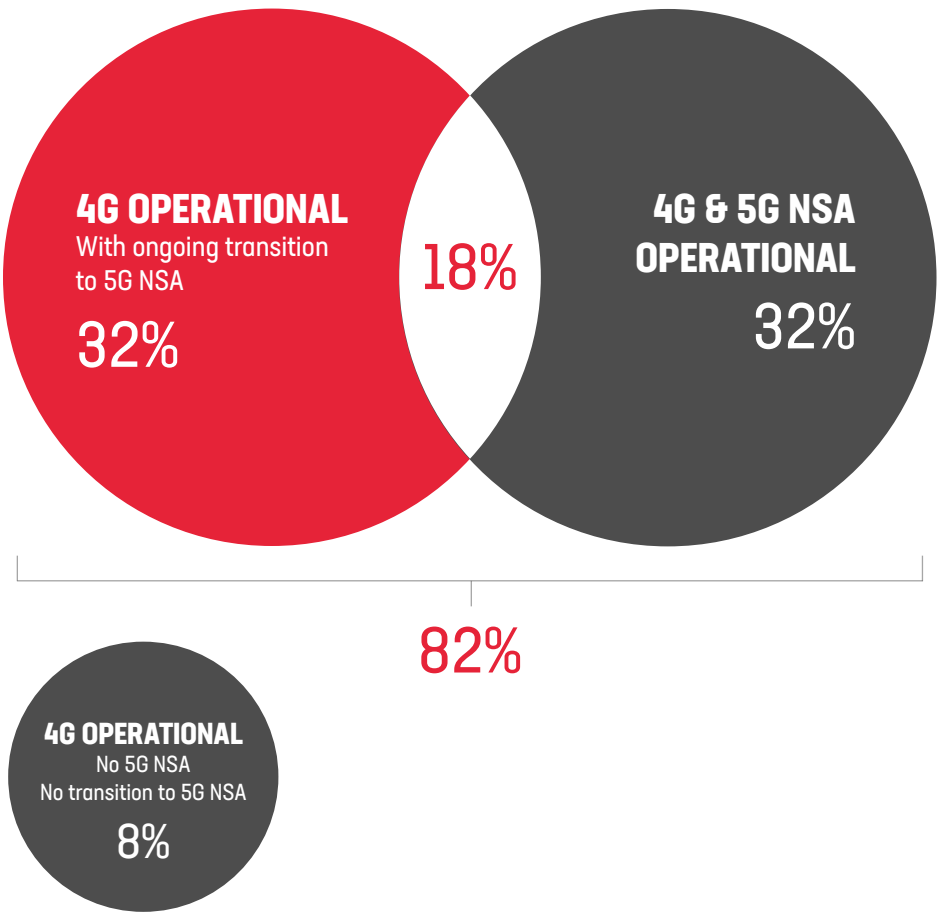 4G OPERATIONAL
With ongoing transition
to 5G NSA
32%
18%
4G & 5G NSA
OPERATIONAL
32%
82%
4G OPERATIONAL
No 5G NSA
No transition to 5G NSA
8%